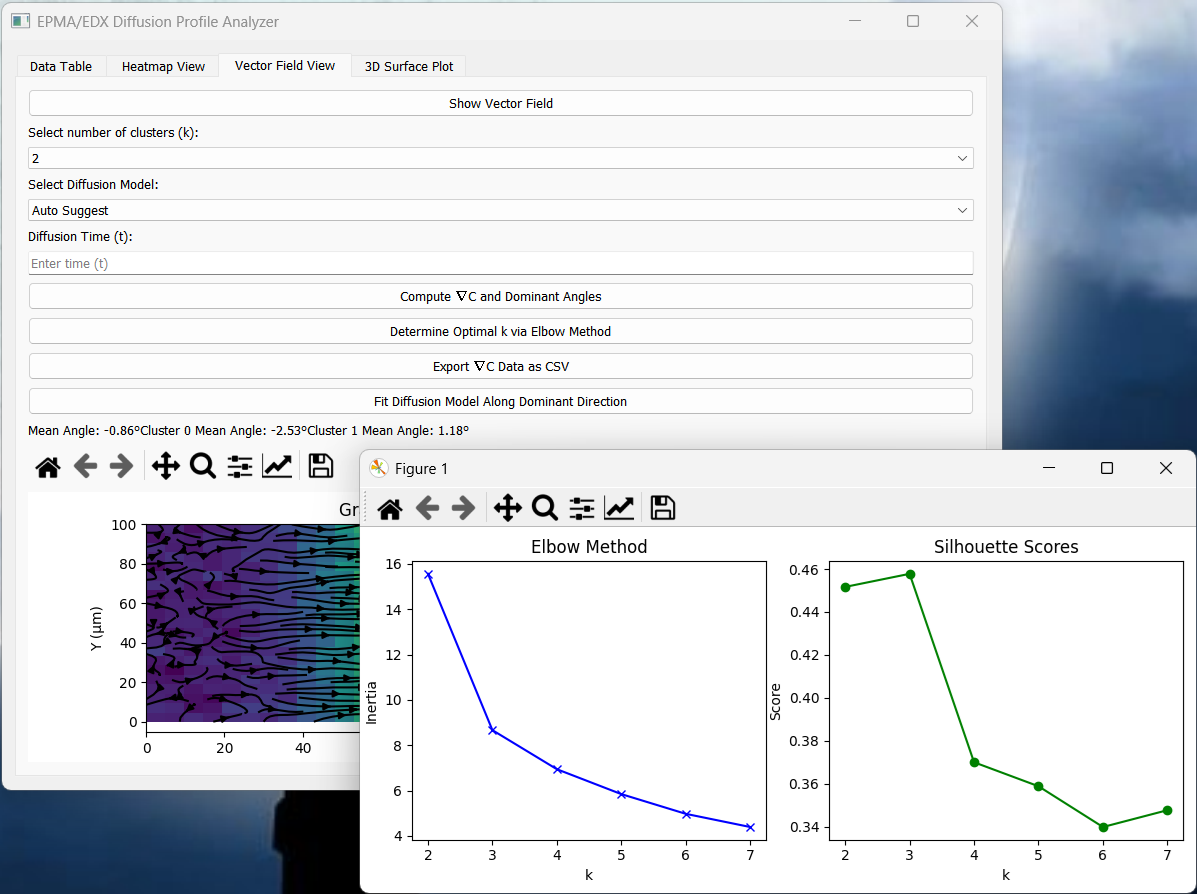 EPMA/EDX Diffusion Profile Analyzer
Data Table Heatmap View Vector Field View 3D Surface Plot
Show Vector Field
Select number of clusters (k):
2
Select Diffusion Model:
Auto Suggest
Diffusion Time (t):
Enter time (t)
Compute ∇C and Dominant Angles
Determine Optimal k via Elbow Method
Export ∇C Data as CSV
Fit Diffusion Model Along Dominant Direction
Mean Angle: -0.86°Cluster 0 Mean Angle: -2.53°Cluster 1 Mean Angle: 1.18°
100
80
60
40
20
0
Y (μm)
0 20 40
Figure 1
Elbow Method
16
14
12
10
8
6
4
Inertia
2 3 4 5 6 7
k
Silhouette Scores
0.46
0.44
0.42
0.40
0.38
0.36
0.34
Score
2 3 4 5 6 7
k